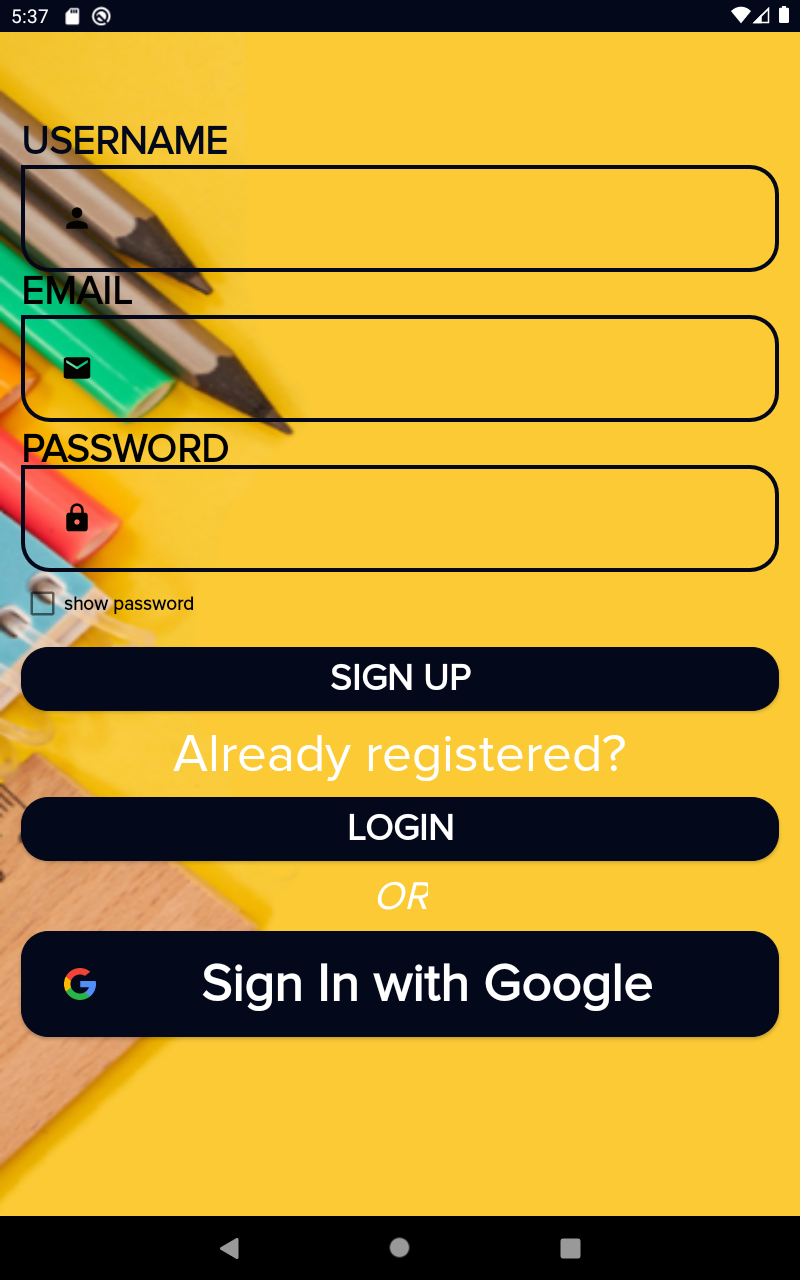 5:37
USERNAME
EMAIL
PASSWORD
show password
SIGN UP
Already registered?
LOGIN
OR
Sign In with Google